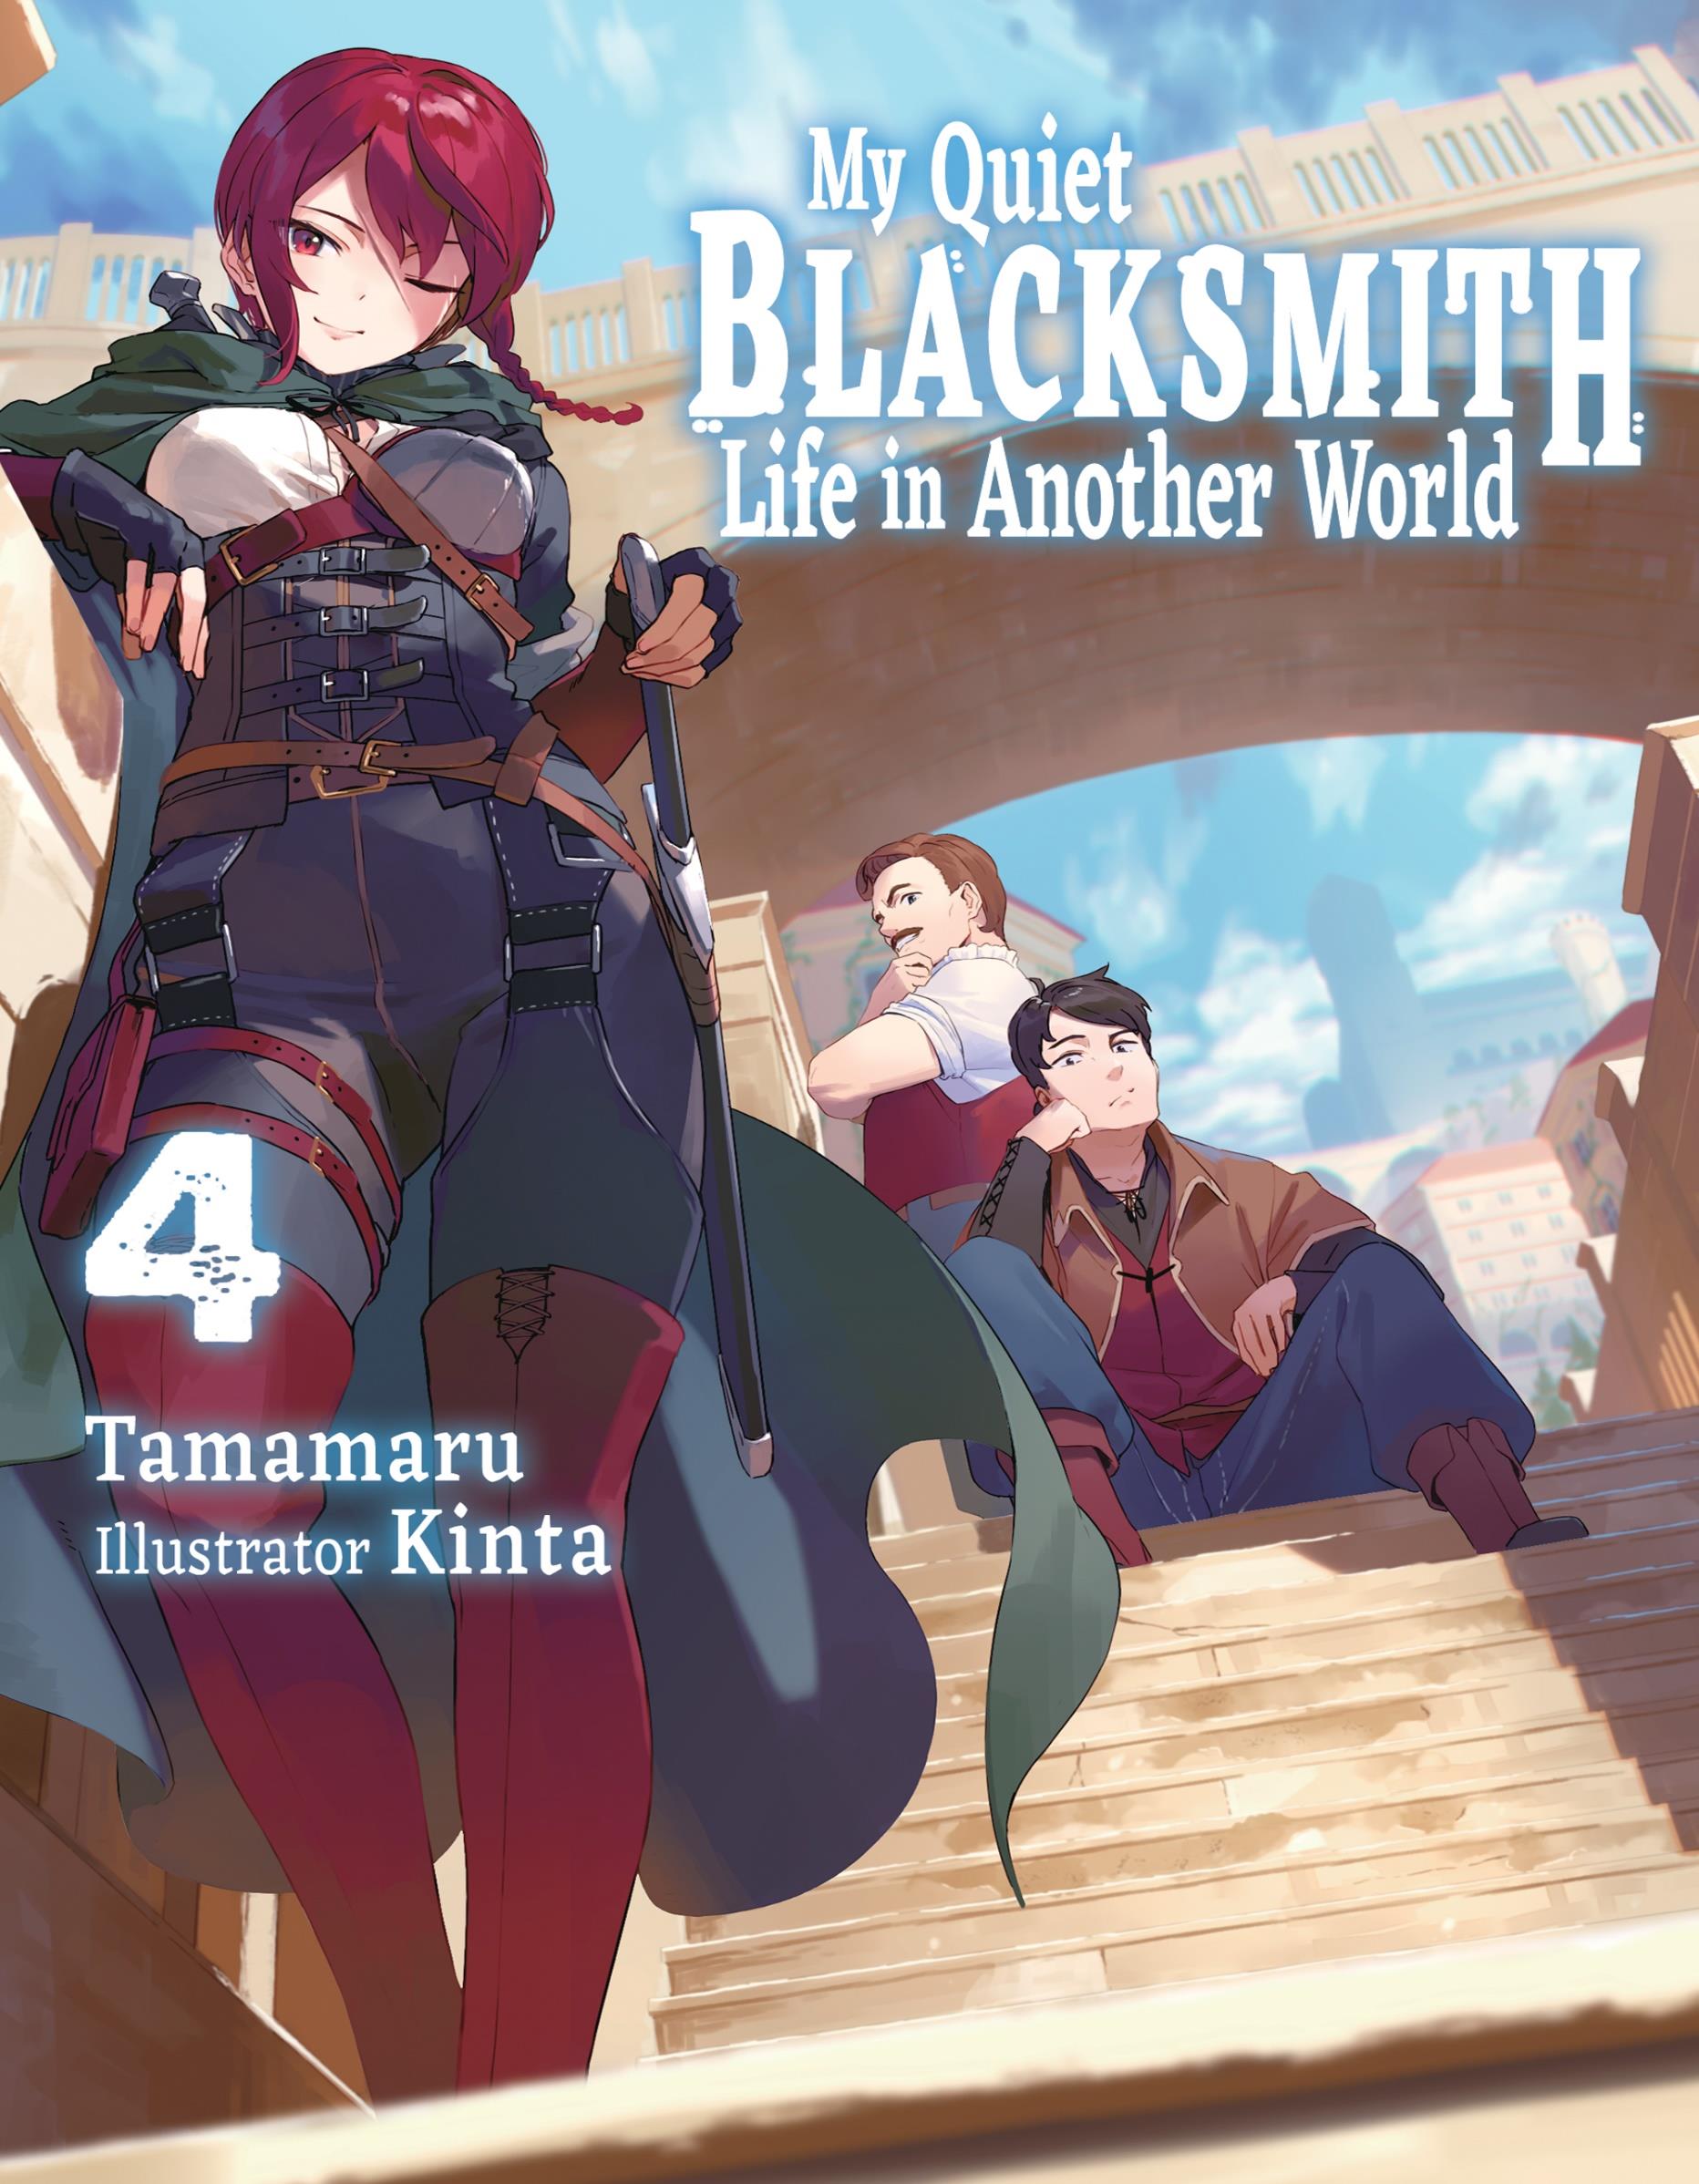 My Quiet
BLACKSMITH
Life in Another World
4
Tamamaru
Illustrator Kinta